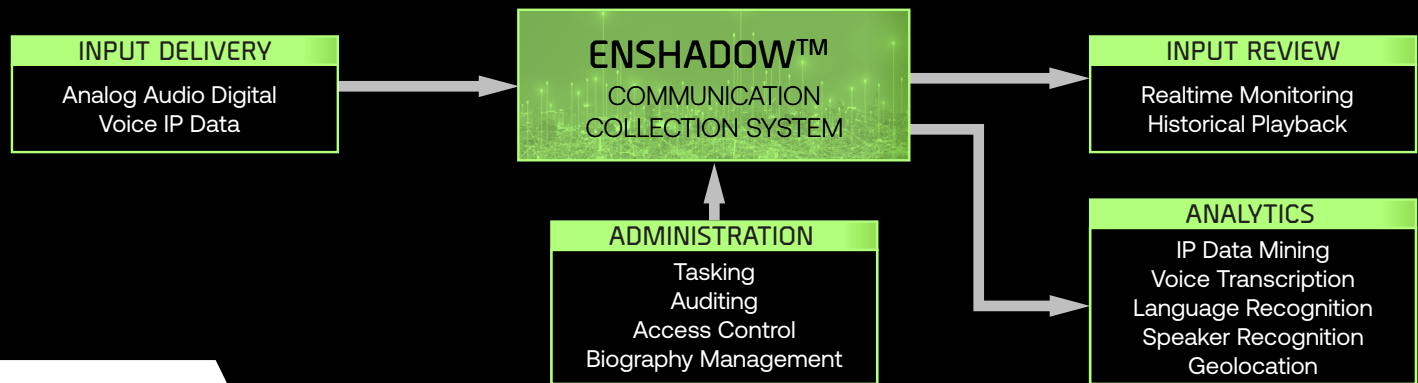 INPUT DELIVERY
Analog Audio Digital
Voice IP Data
ENSHADOW™
COMMUNICATION
COLLECTION SYSTEM
INPUT REVIEW
Realtime Monitoring
Historical Playback
ADMINISTRATION
Tasking
Auditing
Access Control
Biography Management
ANALYTICS
IP Data Mining
Voice Transcription
Language Recognition
Speaker Recognition
Geolocation